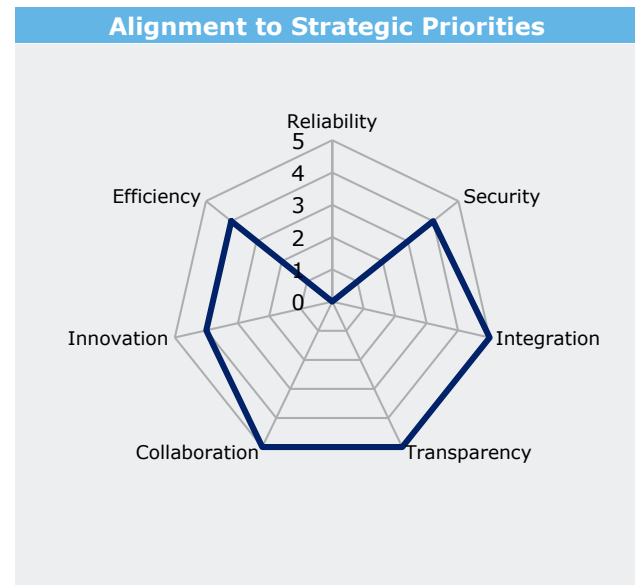 Alignment to Strategic Priorities
Reliability
5
Efficiency
4
Security
3
2
1
0
Innovation
Integration
Collaboration
Transparency